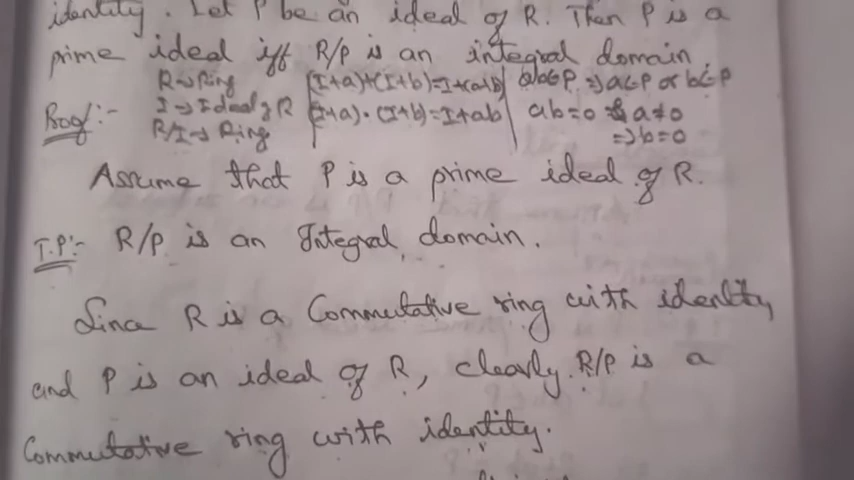 identity. Let P be an ideal of R. Then P is a
prime ideal iff R/P is an integral domain.
R→Ring (I+a)+(I+b)=I+(a+b) ab∈P ⇒ a∈P or b∈P
Proof:- I→Ideal of R (I+a)·(I+b)=I+ab ab=0 & a≠0
R/I→Ring ⇒b=0
Assume that P is a prime ideal of R.
T.P:- R/P is an Integral domain.
Since R is a Commutative ring with identity
and P is an ideal of R, clearly R/P is a
Commutative ring with identity.